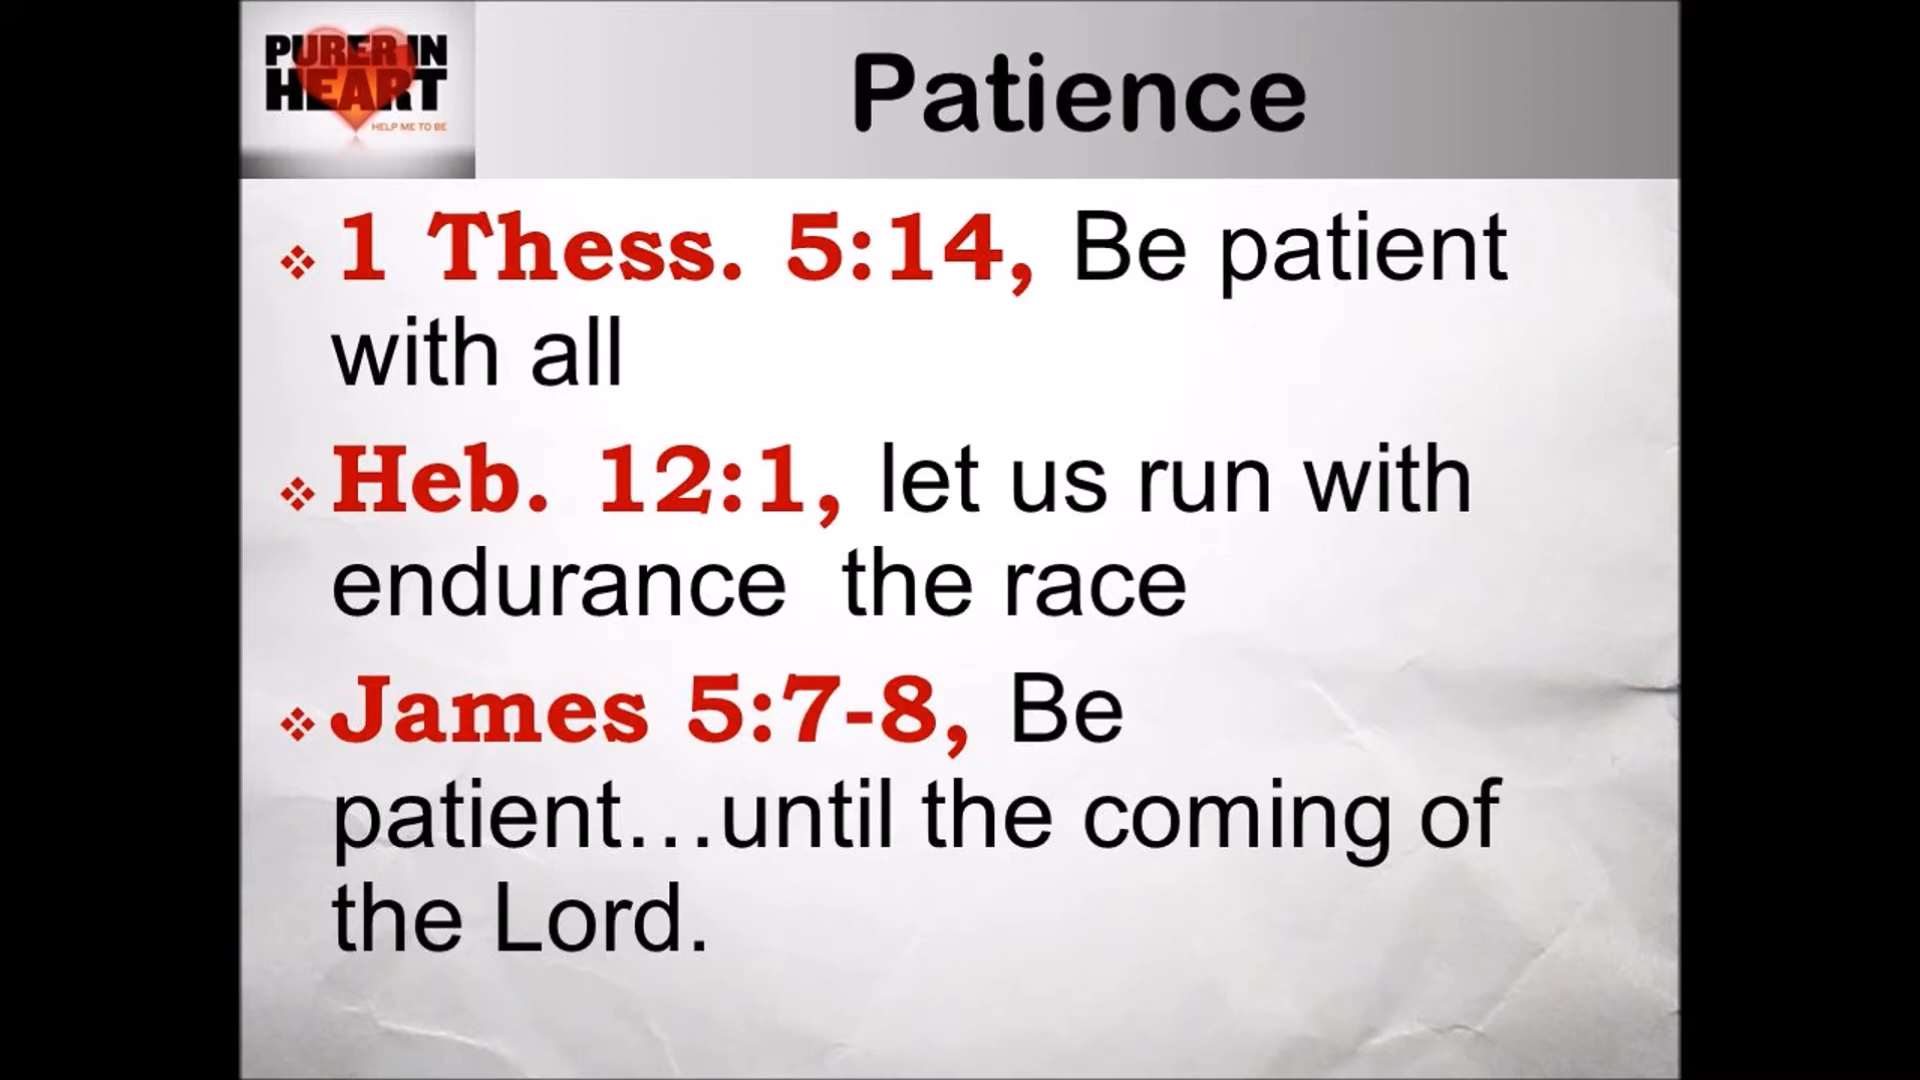 PURER IN
HEART
HELP ME TO BE
Patience
❖ 1 Thess. 5:14, Be patient
with all
❖ Heb. 12:1, let us run with
endurance  the race
❖ James 5:7-8, Be
patient…until the coming of
the Lord.